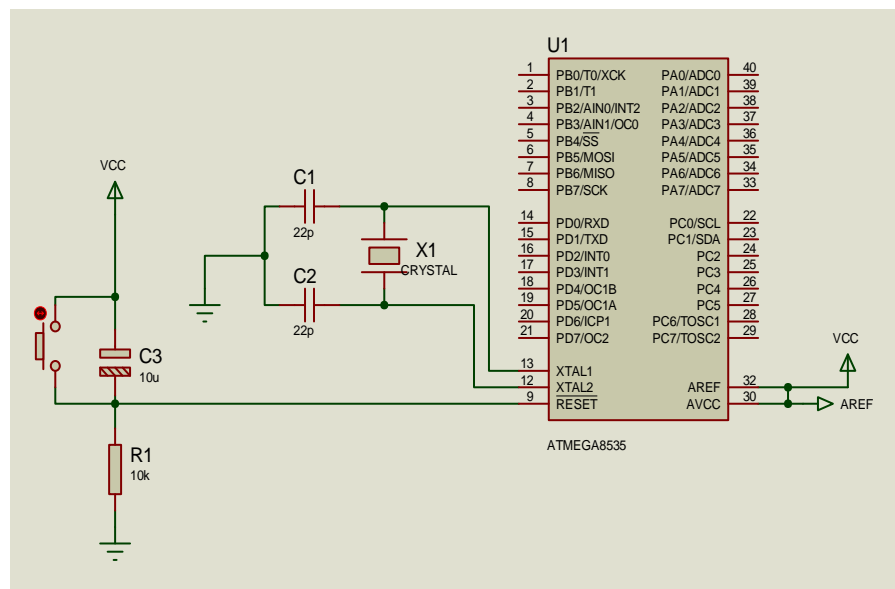 U1
1 PB0/T0/XCK PA0/ADC0 40
2 PB1/T1 PA1/ADC1 39
3 PB2/AIN0/INT2 PA2/ADC2 38
4 PB3/AIN1/OC0 PA3/ADC3 37
5 PB4/SS PA4/ADC4 36
6 PB5/MOSI PA5/ADC5 35
7 PB6/MISO PA6/ADC6 34
8 PB7/SCK PA7/ADC7 33
14 PD0/RXD PC0/SCL 22
15 PD1/TXD PC1/SDA 23
16 PD2/INT0 PC2 24
17 PD3/INT1 PC3 25
18 PD4/OC1B PC4 26
19 PD5/OC1A PC5 27
20 PD6/ICP1 PC6/TOSC1 28
21 PD7/OC2 PC7/TOSC2 29
13 XTAL1
12 XTAL2 AREF 32
9 RESET AVCC 30
ATMEGA8535
VCC
C1
22p
X1
CRYSTAL
C2
22p
C3
10u
R1
10k
VCC
AREF